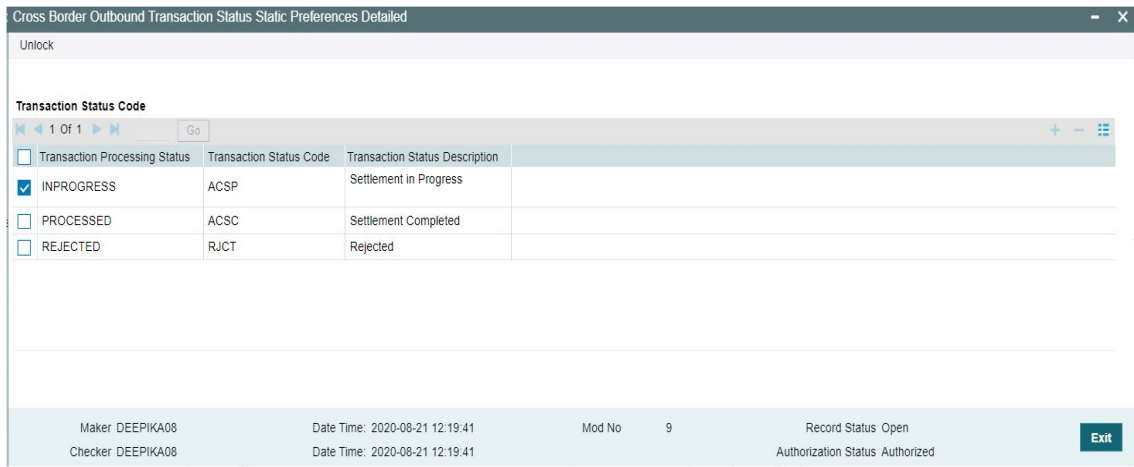 Cross Border Outbound Transaction Status Static Preferences Detailed
Unlock
Transaction Status Code
1 Of 1 Go
Transaction Processing Status Transaction Status Code Transaction Status Description
INPROGRESS ACSP Settlement in Progress
PROCESSED ACSC Settlement Completed
REJECTED RJCT Rejected
Maker DEEPIKA08 Date Time: 2020-08-21 12:19:41 Mod No 9 Record Status Open
Checker DEEPIKA08 Date Time: 2020-08-21 12:19:41 Authorization Status Authorized
Exit